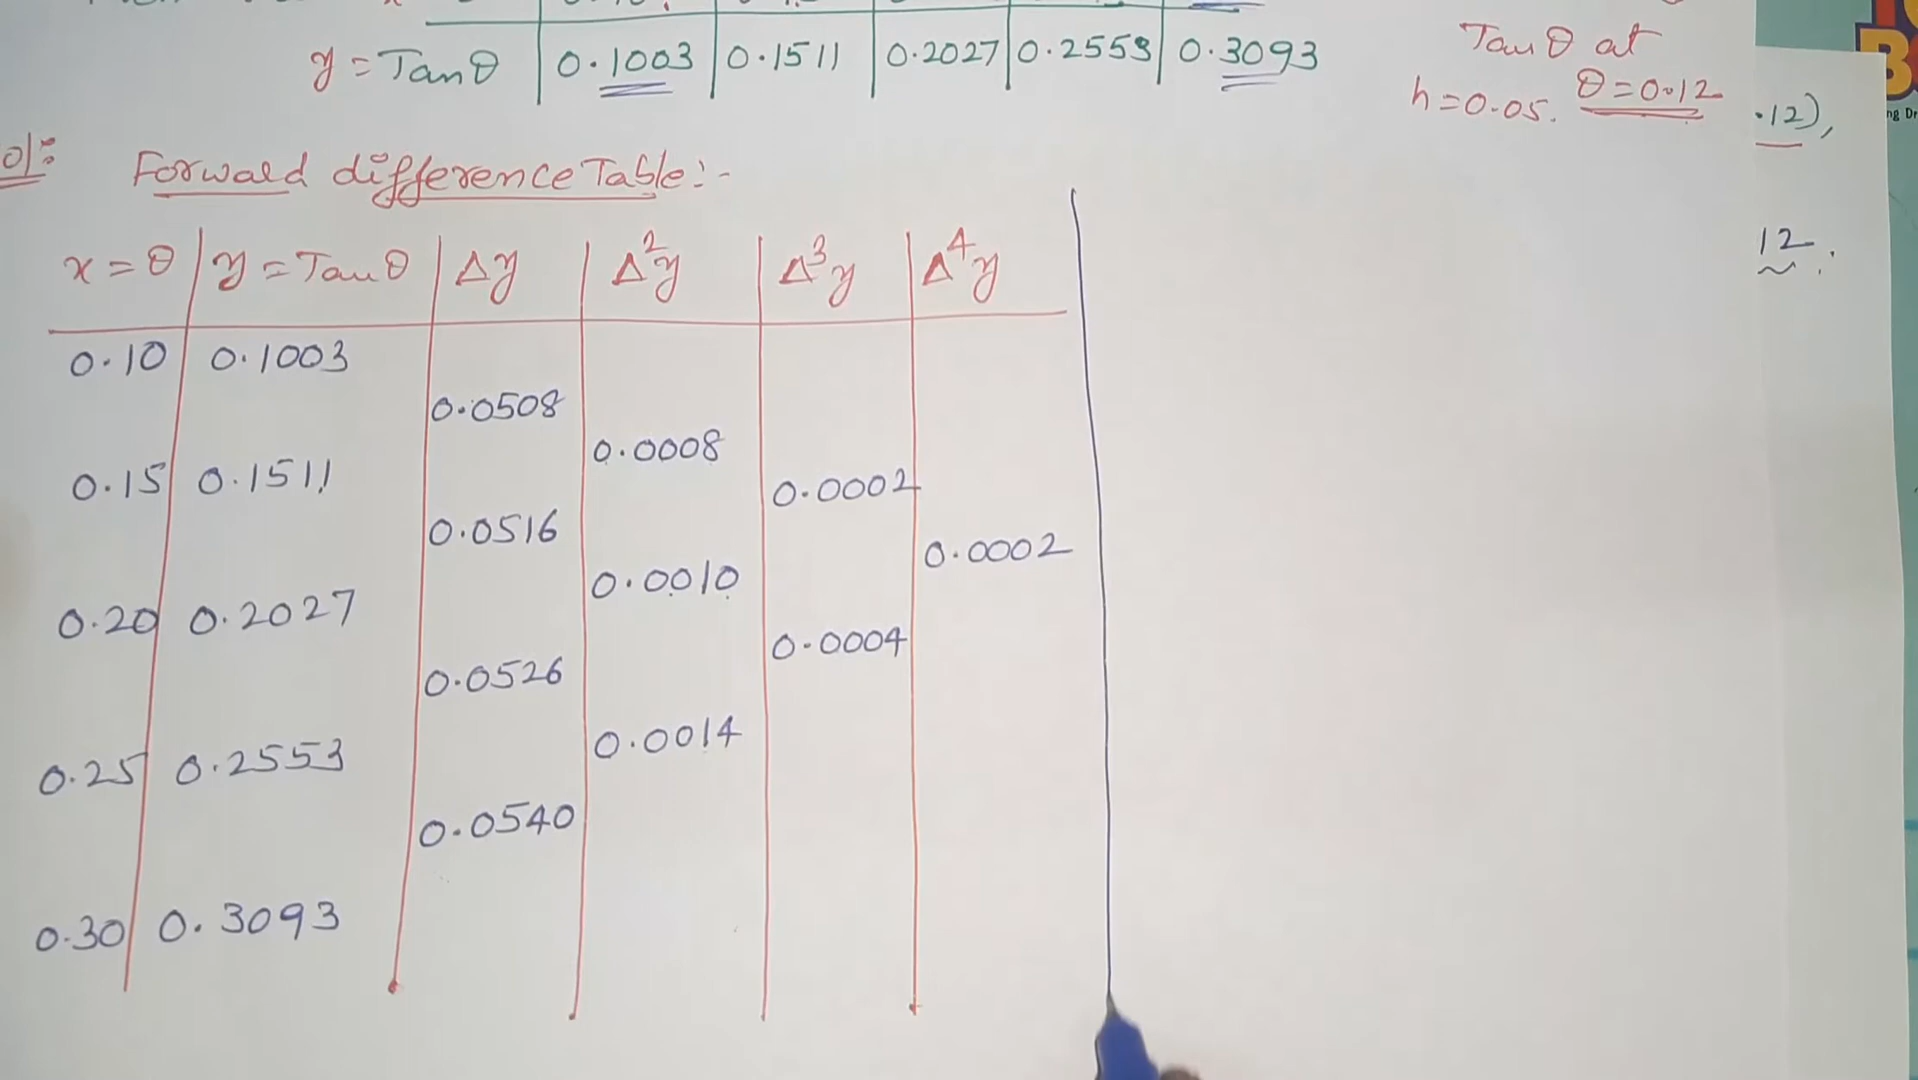 y = Tanθ 0.1003 0.1511 0.2027 0.2553 0.3093
Tanθ at
h=0.05. θ=0.12
.12),
12.
Forward difference Table:-
x=θ y=Tanθ Δy Δ²y Δ³y Δ⁴y
0.10 0.1003
0.0508
0.0008
0.15 0.1511 0.0002
0.0516
0.0002
0.0010
0.20 0.2027
0.0004
0.0526
0.0014
0.25 0.2553
0.0540
0.30 0.3093